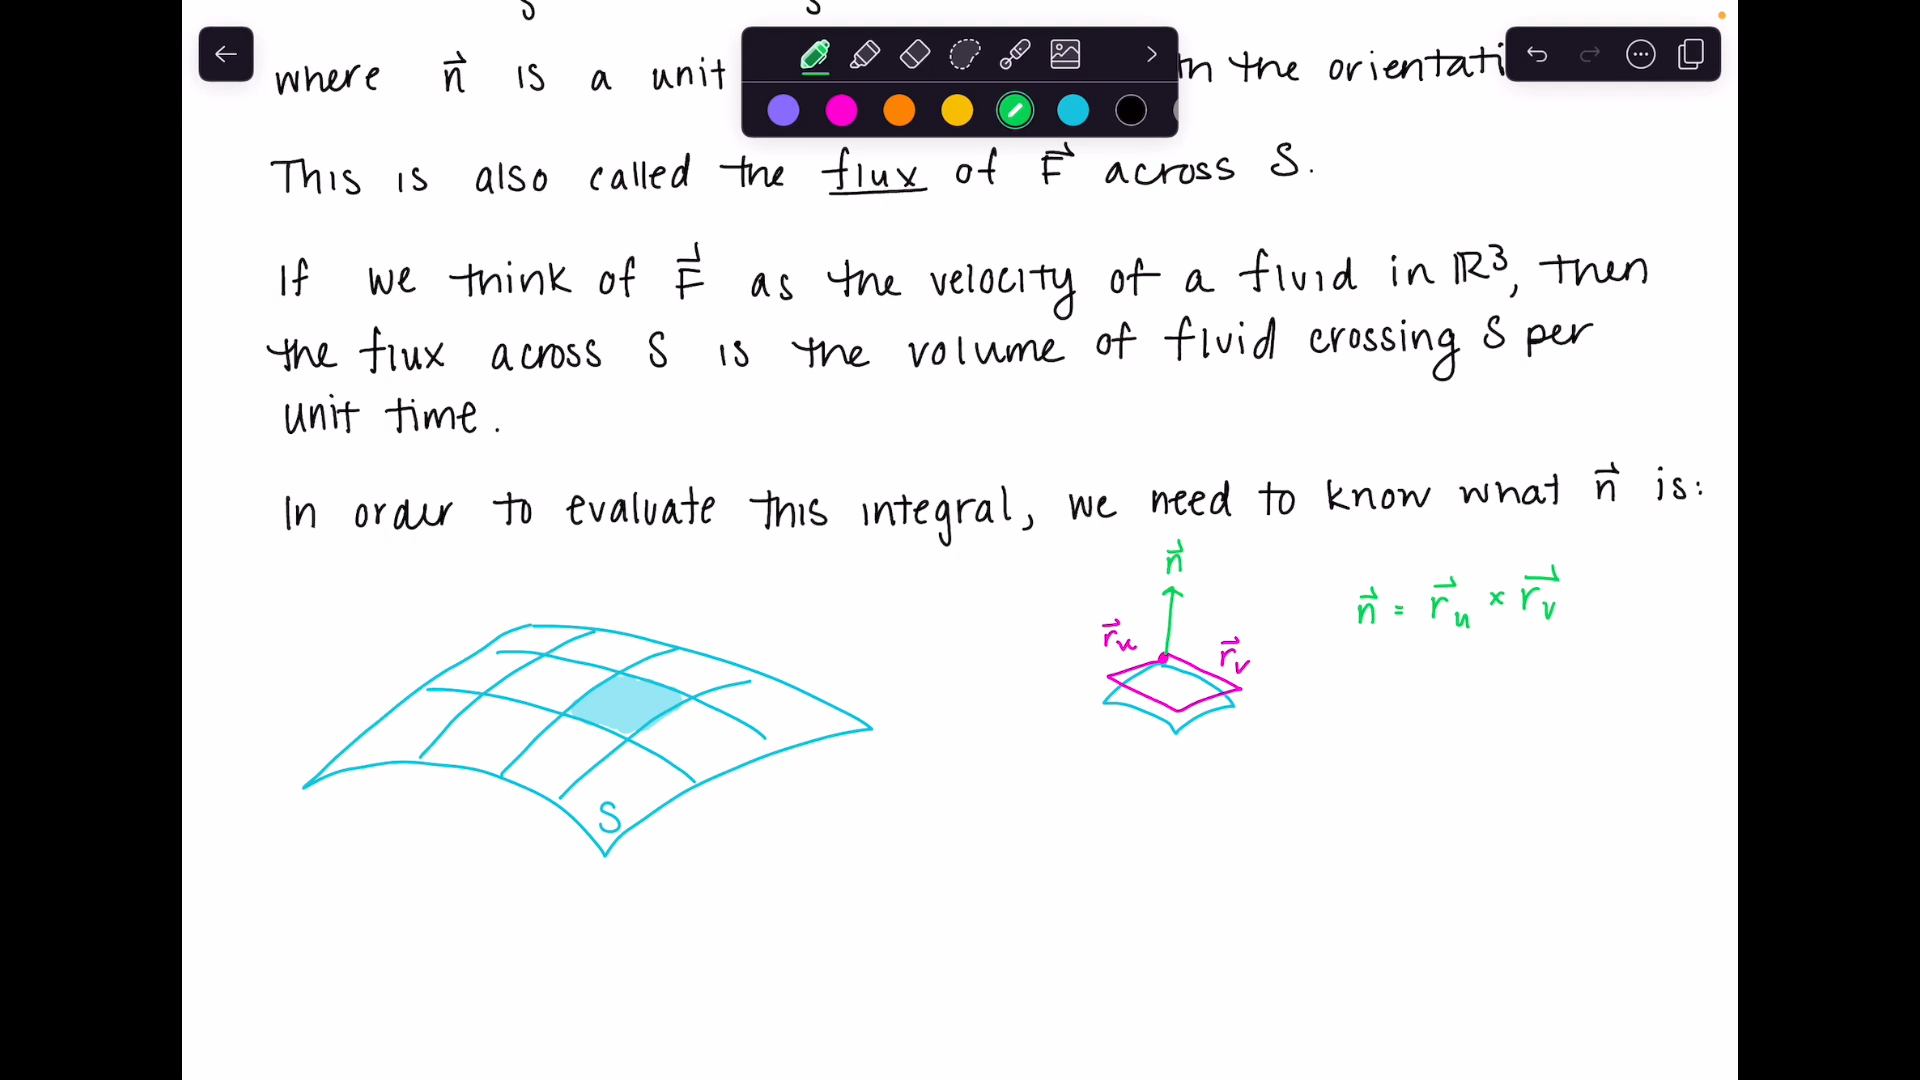 S S
where n⃗ is a unit the orientati
This is also called the flux of F⃗ across S.
If we think of F⃗ as the velocity of a fluid in ℝ³, then
the flux across S is the volume of fluid crossing S per
unit time.
In order to evaluate this integral, we need to know what n⃗ is:
n⃗
n⃗ = r⃗ᵤ × r⃗ᵥ
r⃗ᵤ
r⃗ᵥ
S